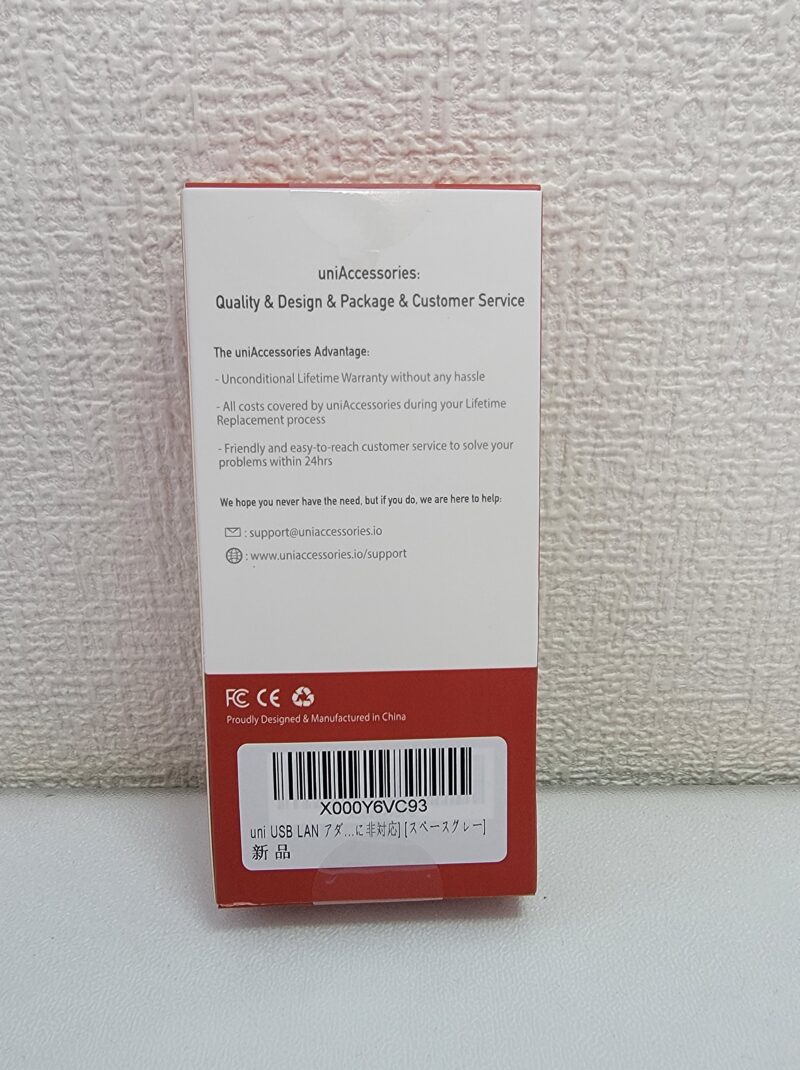 uniAccessories:
Quality & Design & Package & Customer Service
The uniAccessories Advantage:
- Unconditional Lifetime Warranty without any hassle
- All costs covered by uniAccessories during your Lifetime
Replacement process
- Friendly and easy-to-reach customer service to solve your
problems within 24hrs
We hope you never have the need, but if you do, we are here to help:
: support@uniaccessories.io
: www.uniaccessories.io/support
FC CE
Proudly Designed & Manufactured in China
X000Y6VC93
uni USB LAN アダ...に非対応] [スペースグレー]
新品